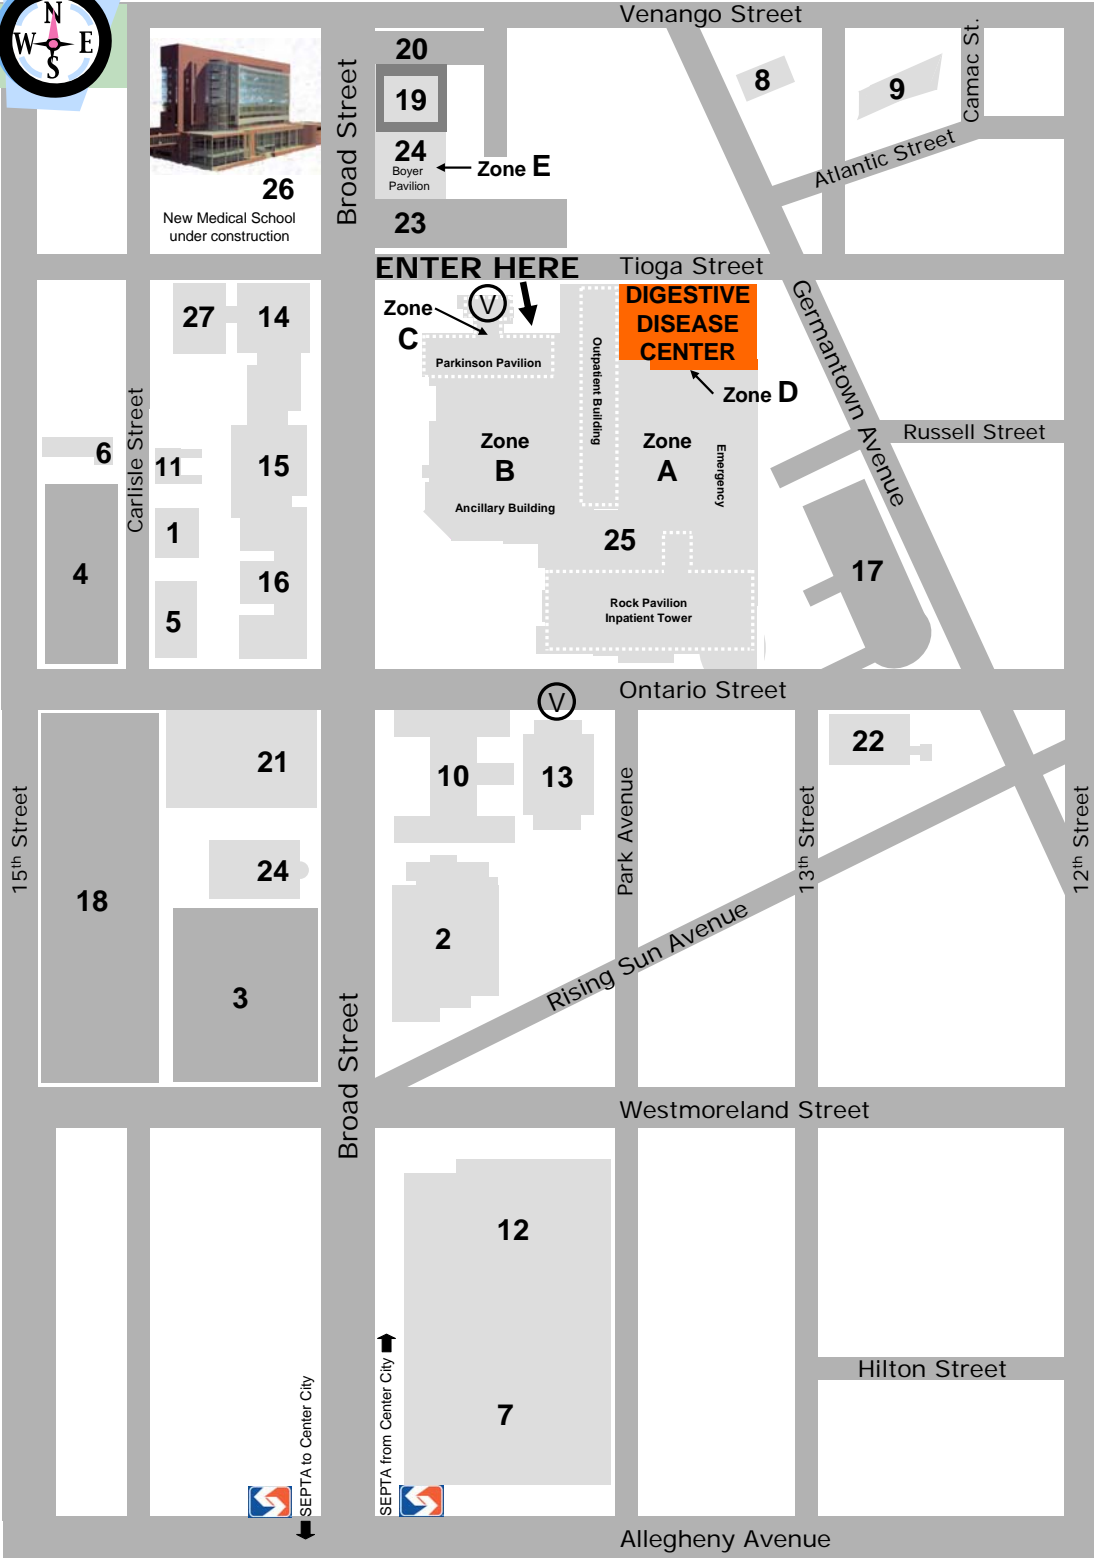 N
W E
S
Venango Street
Camac St.
20
8
9
19
Broad Street
24
Boyer
Pavilion
Zone E
Atlantic Street
26
New Medical School
under construction
23
ENTER HERE
Tioga Street
Zone
C
V
DIGESTIVE
DISEASE
CENTER
27
14
Parkinson Pavilion
Outpatient Building
Zone D
Germantown Avenue
Carlisle Street
6
11
15
Zone
B
Zone
A
Emergency
Russell Street
Ancillary Building
1
25
4
16
17
5
Rock Pavilion
Inpatient Tower
Ontario Street
V
21
10
13
22
15th Street
Park Avenue
13th Street
12th Street
24
18
2
Rising Sun Avenue
3
Broad Street
Westmoreland Street
12
SEPTA to Center City
SEPTA from Center City
7
Hilton Street
Allegheny Avenue